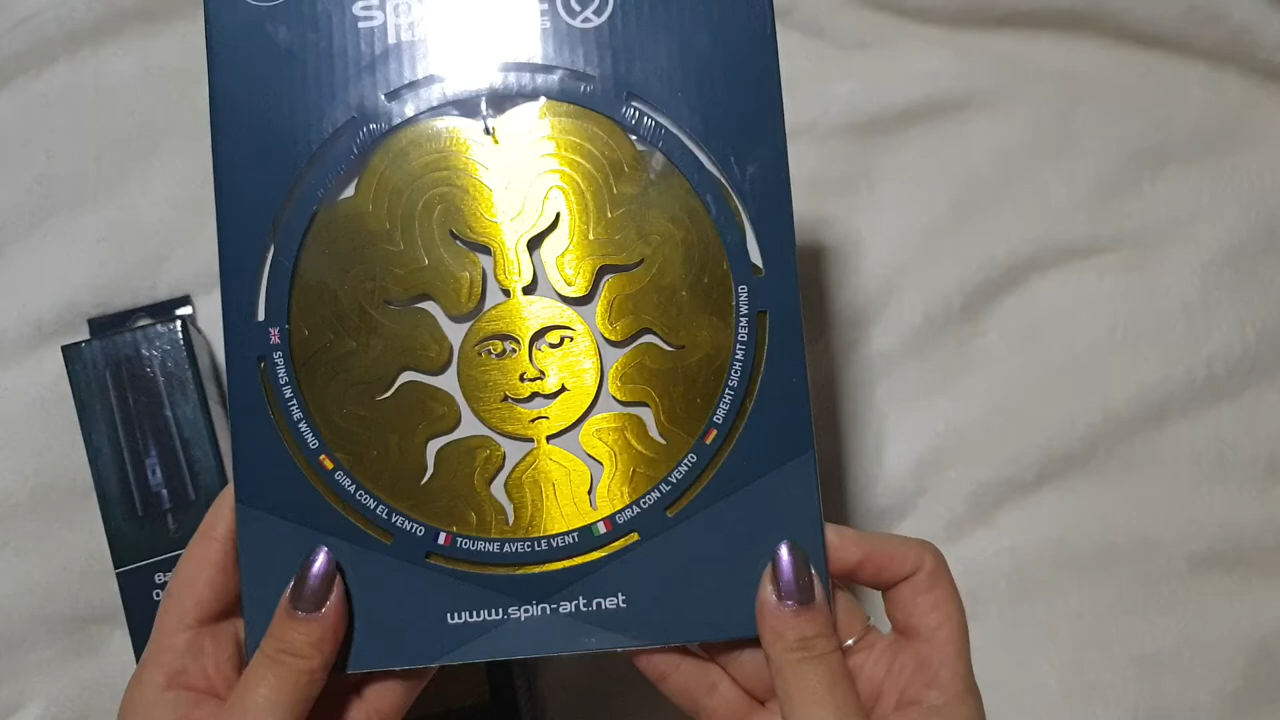 SPINS IN THE WIND
GIRA CON EL VENTO
TOURNE AVEC LE VENT
GIRA CON IL VENTO
DREHT SICH MT DEM WIND
www.spin-art.net